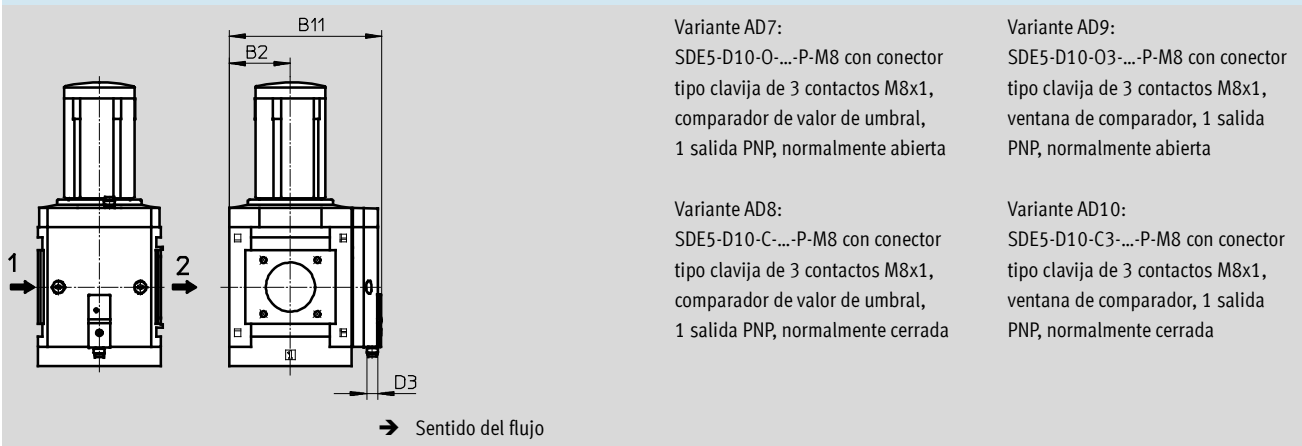 B11
B2
1
2
D3
1
➔ Sentido del flujo
Variante AD7:
SDE5-D10-O-...-P-M8 con conector
tipo clavija de 3 contactos M8x1,
comparador de valor de umbral,
1 salida PNP, normalmente abierta
Variante AD8:
SDE5-D10-C-...-P-M8 con conector
tipo clavija de 3 contactos M8x1,
comparador de valor de umbral,
1 salida PNP, normalmente cerrada
Variante AD9:
SDE5-D10-O3-...-P-M8 con conector
tipo clavija de 3 contactos M8x1,
ventana de comparador, 1 salida
PNP, normalmente abierta
Variante AD10:
SDE5-D10-C3-...-P-M8 con conector
tipo clavija de 3 contactos M8x1,
ventana de comparador, 1 salida
PNP, normalmente cerrada